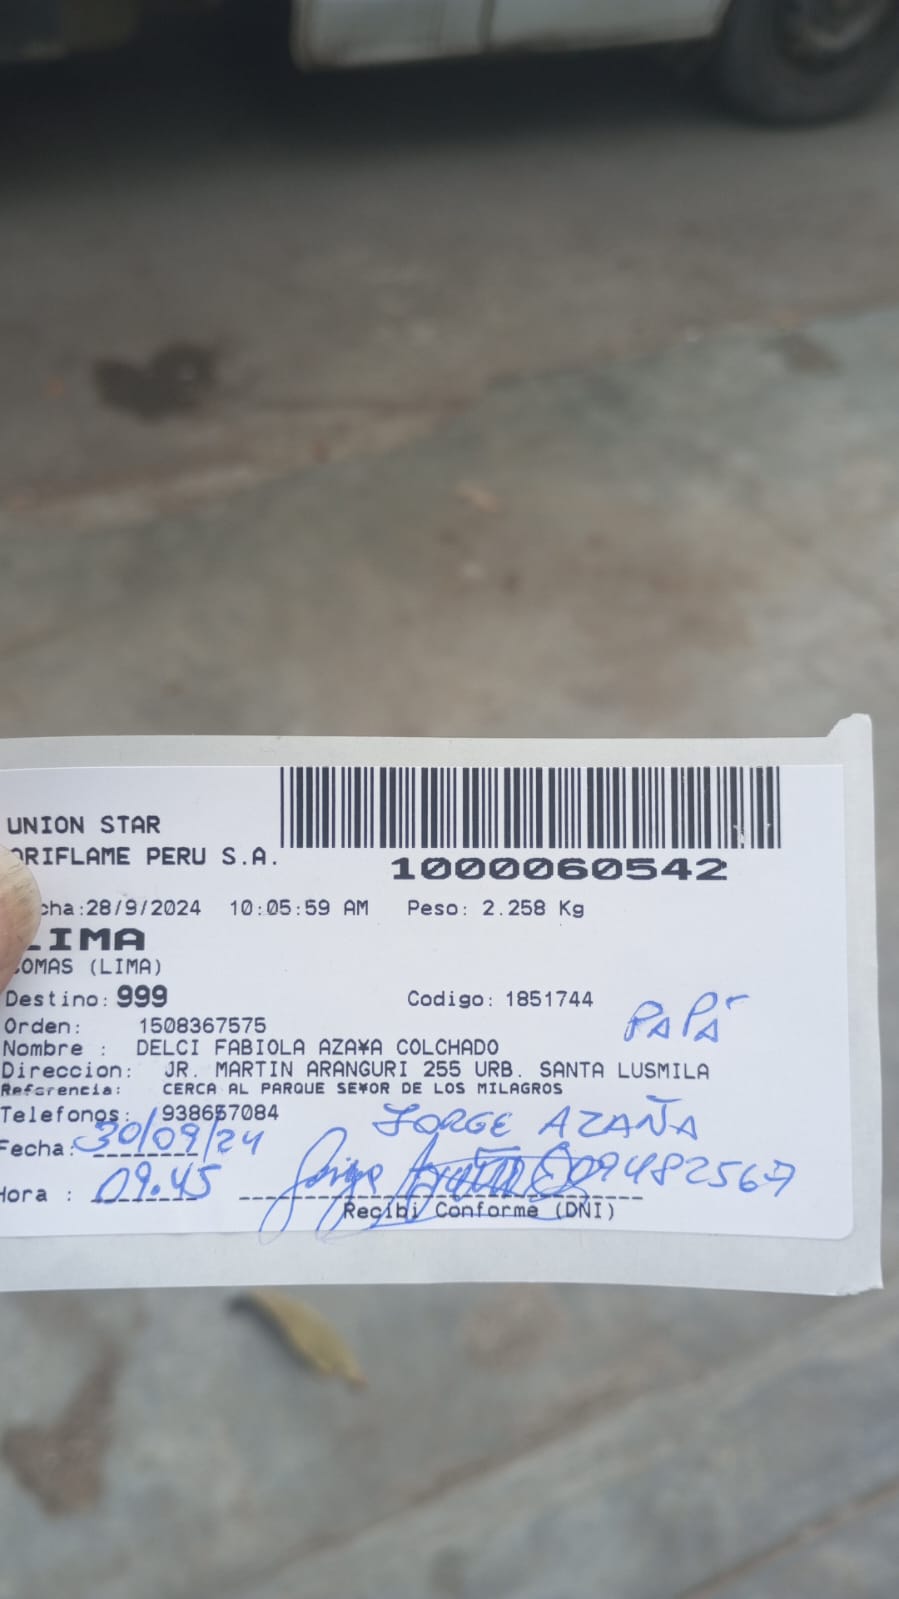 UNION STAR
ORIFLAME PERU S.A.
1000060542
cha:28/9/2024 10:05:59 AM Peso: 2.258 Kg
LIMA
COMAS (LIMA)
Destino: 999 Codigo: 1851744
PAPÁ
Orden: 1508367575
Nombre : DELCI FABIOLA AZA¥A COLCHADO
Direccion: JR. MARTIN ARANGURI 255 URB. SANTA LUSMILA
Referencia: CERCA AL PARQUE SE¥OR DE LOS MILAGROS
Telefonos: 938657084
JORGE AZAÑA
Fecha: 30/09/24
Hora : 09.45
Recibi Conforme (DNI)